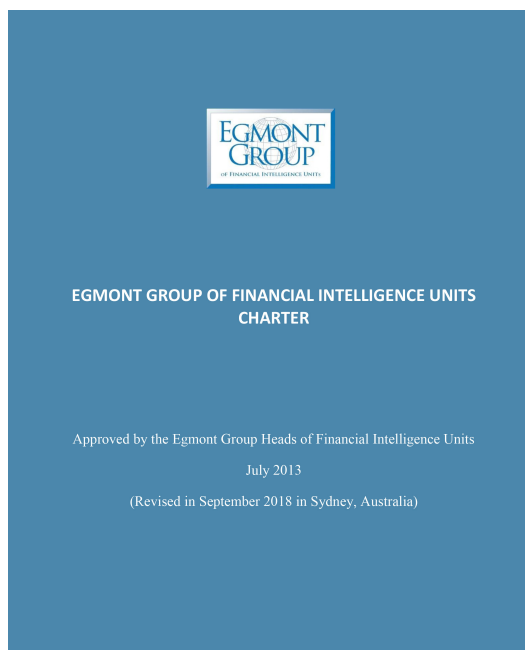 EGMONT
GROUP
OF FINANCIAL INTELLIGENCE UNITS
EGMONT GROUP OF FINANCIAL INTELLIGENCE UNITS
CHARTER
Approved by the Egmont Group Heads of Financial Intelligence Units
July 2013
(Revised in September 2018 in Sydney, Australia)